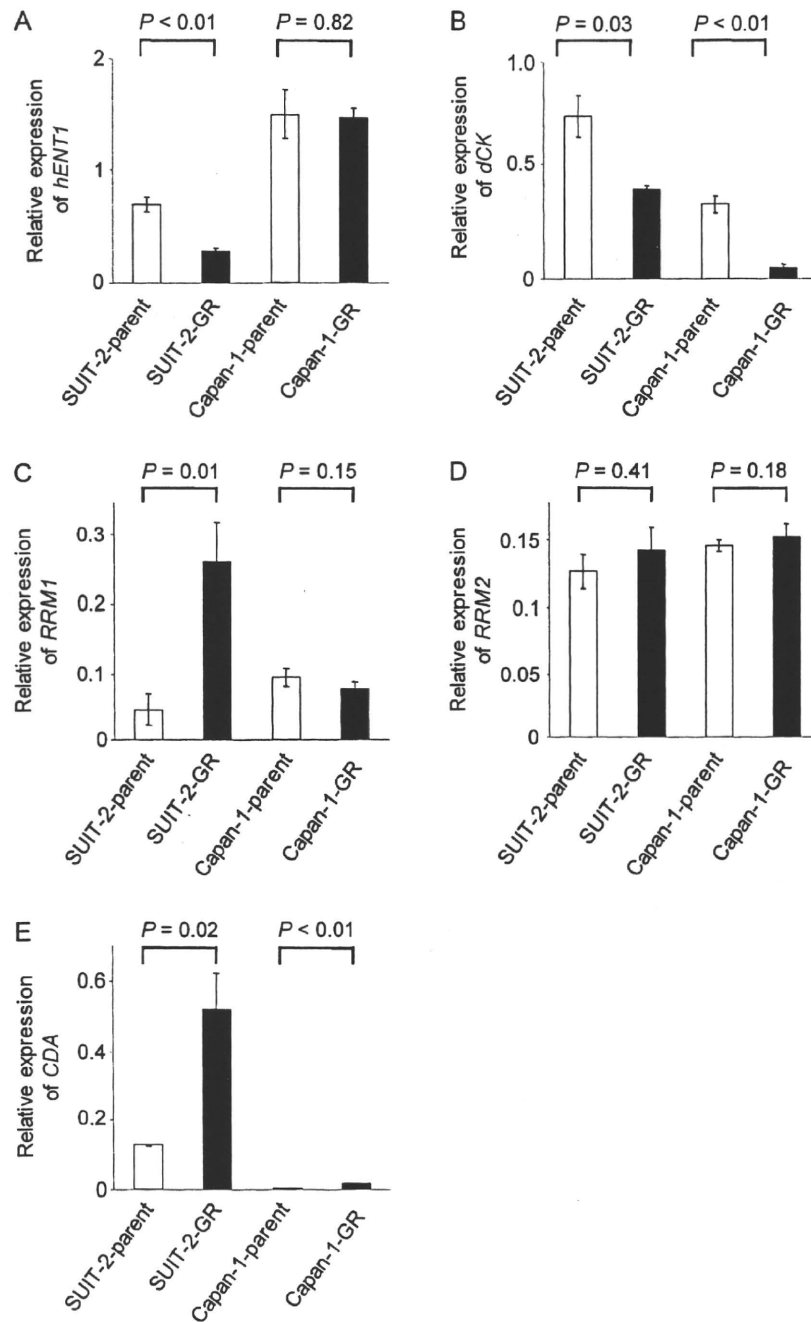 A
P < 0.01
P = 0.82
Relative expression
of hENT1
2
1
0
SUIT-2-parent
SUIT-2-GR
Capan-1-parent
Capan-1-GR
B
P = 0.03
P < 0.01
Relative expression
of dCK
1.0
0.5
0
SUIT-2-parent
SUIT-2-GR
Capan-1-parent
Capan-1-GR
C
P = 0.01
P = 0.15
Relative expression
of RRM1
0.3
0.2
0.1
0
SUIT-2-parent
SUIT-2-GR
Capan-1-parent
Capan-1-GR
D
P = 0.41
P = 0.18
Relative expression
of RRM2
0.15
0.1
0.05
0
SUIT-2-parent
SUIT-2-GR
Capan-1-parent
Capan-1-GR
E
P = 0.02
P < 0.01
Relative expression
of CDA
0.6
0.4
0.2
0
SUIT-2-parent
SUIT-2-GR
Capan-1-parent
Capan-1-GR